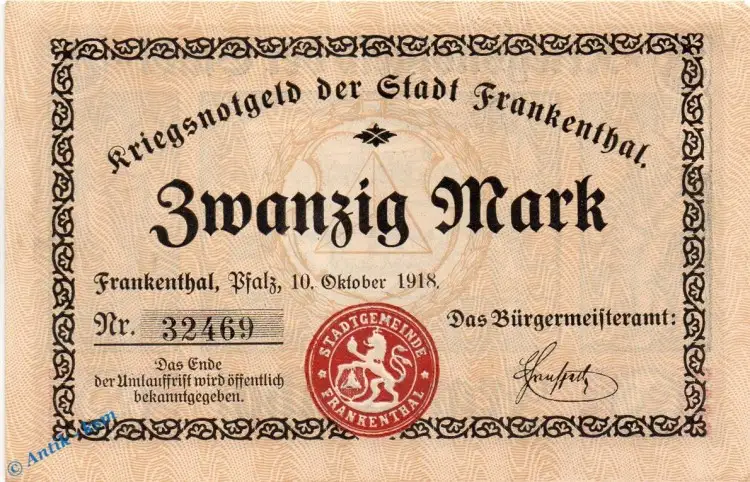 Kriegsnotgeld der Stadt Frankenthal.
Zwanzig Mark
Frankenthal, Pfalz, 10. Oktober 1918.
Nr. 32469
Das Bürgermeisteramt:
Das Ende
der Umlauffrist wird öffentlich
bekanntgegeben.
STADTGEMEINDE
FRANKENTHAL
© Antik